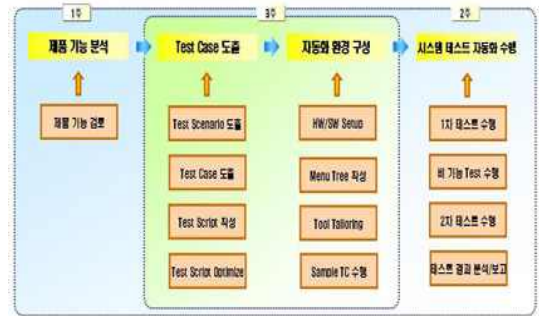 1주
3주
2주
제품 기능 분석
Test Case 도출
자동화 환경 구성
시스템 테스트 자동화 수행
제품 기능 검토
Test Scenario 도출
HW/SW Setup
1차 테스트 수행
Test Case 도출
Menu Tree 작성
비 기능 Test 수행
Test Script 작성
Tool Tailoring
2차 테스트 수행
Test Script Optimize
Sample TC 수행
테스트 결과 분석/보고